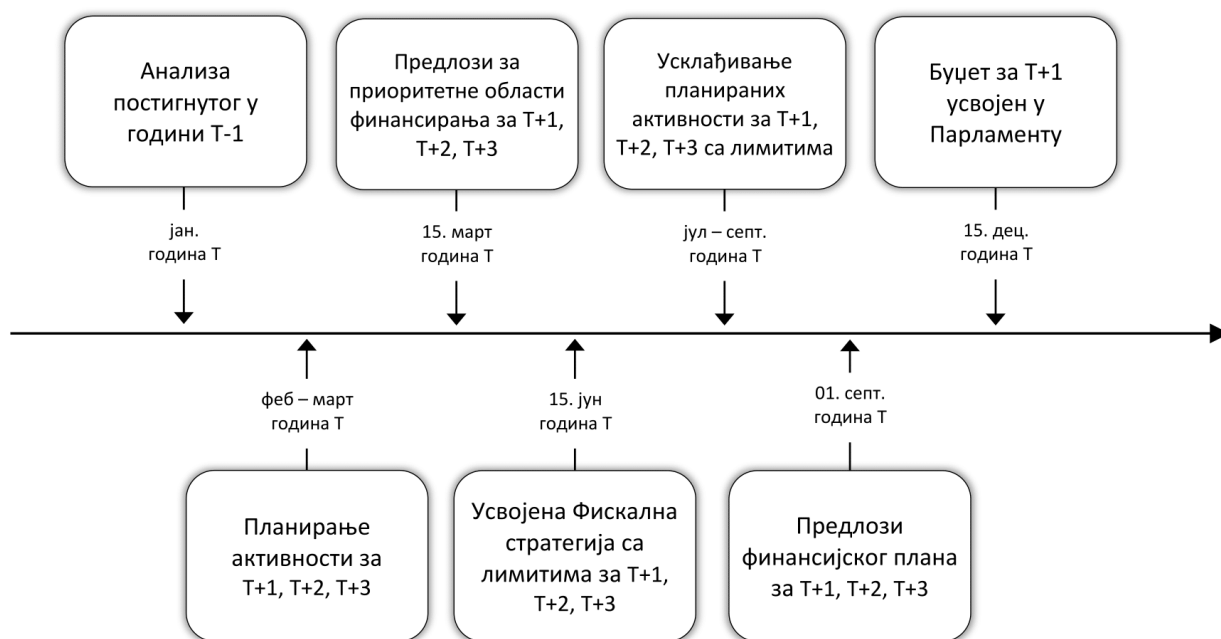 Анализа
постигнутог у
години Т-1
Предлози за
приоритетне области
финансирања за Т+1,
Т+2, Т+3
Усклађивање
планираних
активности за Т+1,
Т+2, Т+3 са лимитима
Буџет за Т+1
усвојен у
Парламенту
јан.
година Т
15. март
година Т
јул – септ.
година Т
15. дец.
година Т
феб – март
година Т
15. јун
година Т
01. септ.
година Т
Планирање
активности за
Т+1, Т+2, Т+3
Усвојена Фискална
стратегија са
лимитима за Т+1,
Т+2, Т+3
Предлози
финансијског плана
за Т+1, Т+2, Т+3